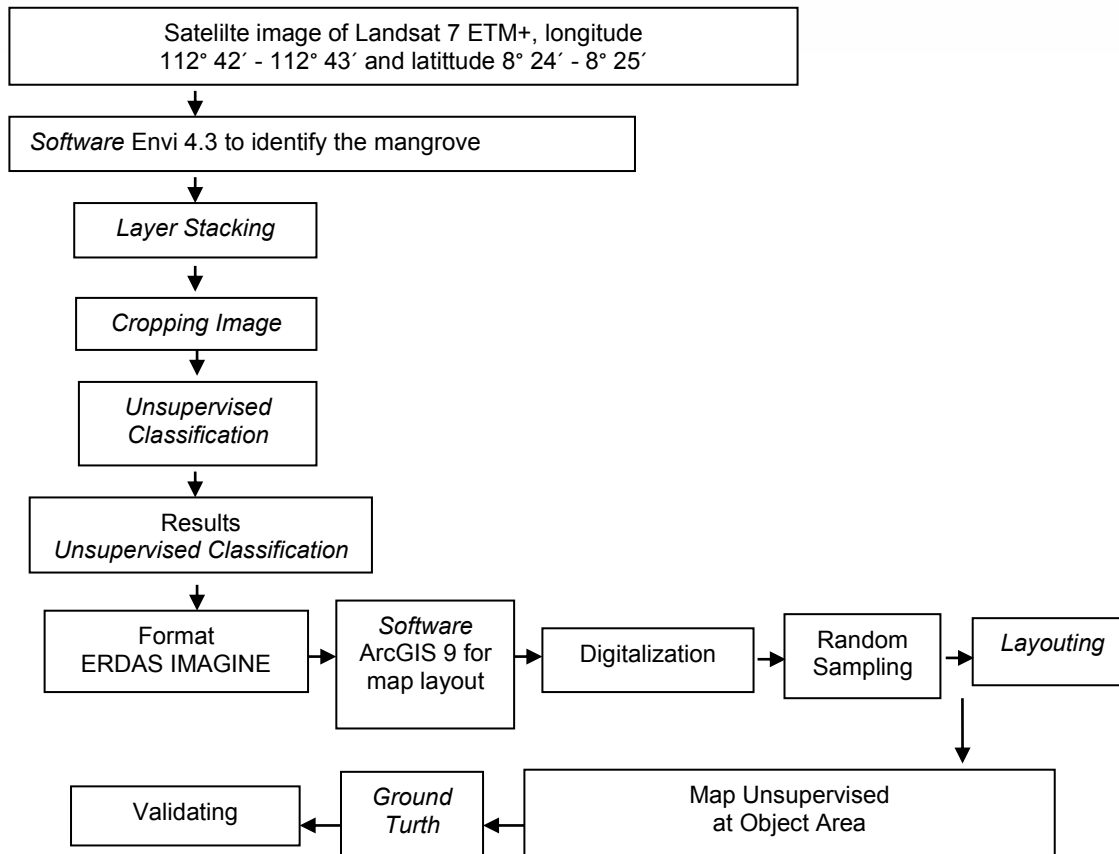 Satelilte image of Landsat 7 ETM+, longitude
112° 42′ - 112° 43′ and latittude 8° 24′ - 8° 25′
Software Envi 4.3 to identify the mangrove
Layer Stacking
Cropping Image
Unsupervised
Classification
Results
Unsupervised Classification
Format
ERDAS IMAGINE
Software
ArcGIS 9 for
map layout
Digitalization
Random
Sampling
Layouting
Map Unsupervised
at Object Area
Ground
Turth
Validating